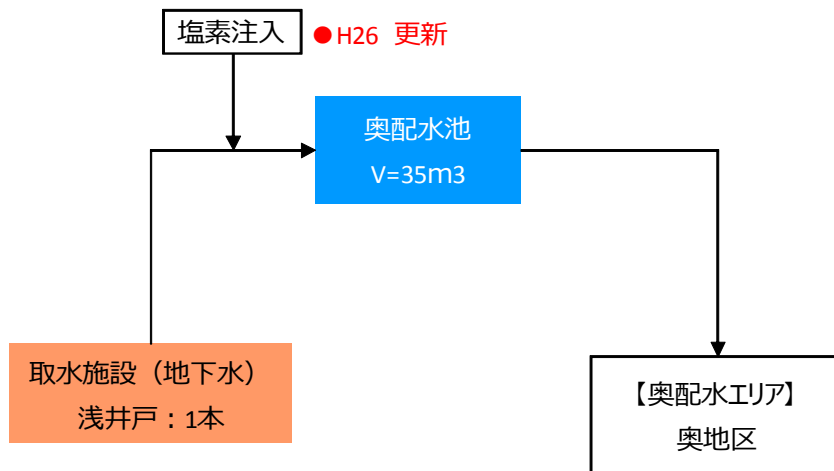 塩素注入
●H26 更新
奥配水池
V=35m3
取水施設（地下水）
浅井戸：1本
【奥配水エリア】
奥地区